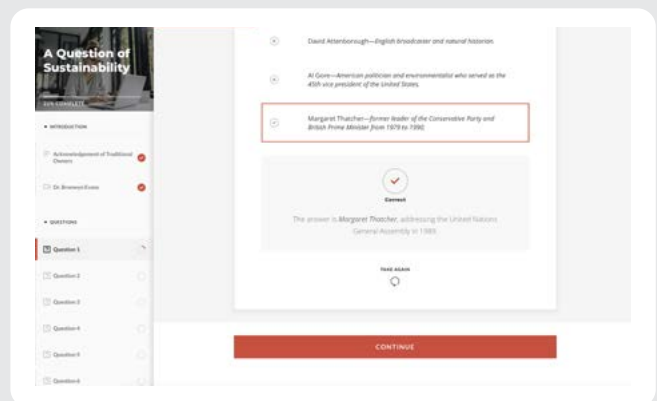 A Question of
Sustainability
COMPLETE
INTRODUCTION
Acknowledgement of Traditional
Owners
Dr. Bronwyn Evans
QUESTIONS
Question 1
Question 2
Question 3
Question 4
Question 5
Question 6
David Attenborough—English broadcaster and natural historian.
Al Gore—American politician and environmentalist who served as the
45th vice president of the United States.
Margaret Thatcher—former leader of the Conservative Party and
British Prime Minister from 1979 to 1990.
Correct
The answer is Margaret Thatcher, addressing the United Nations
General Assembly in 1989.
TAKE AGAIN
CONTINUE